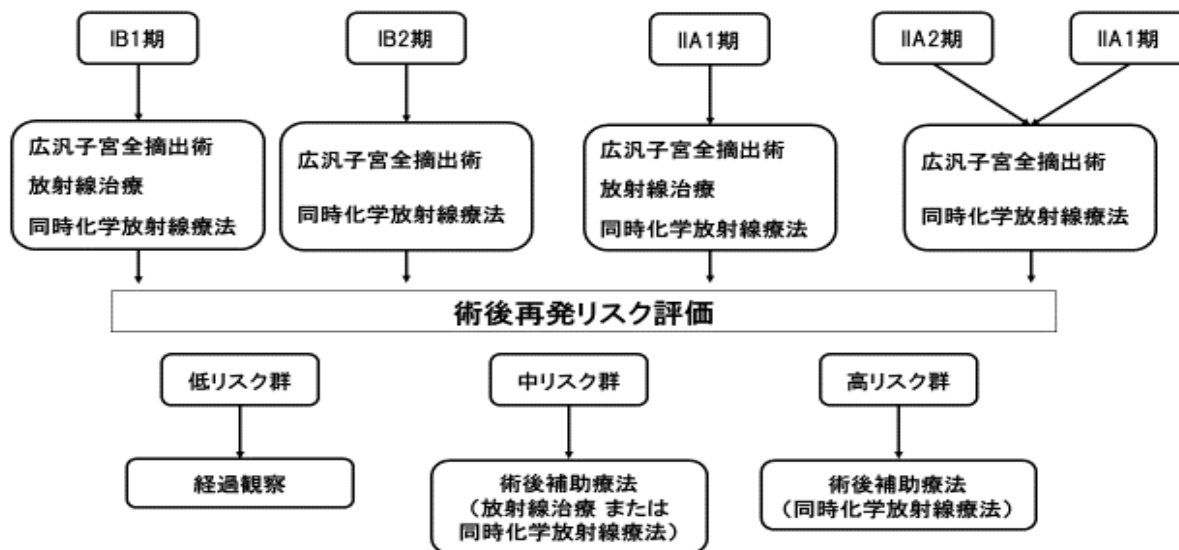 IB1期
IB2期
IIA1期
IIA2期
IIA1期
広汎子宮全摘出術
放射線治療
同時化学放射線療法
広汎子宮全摘出術
同時化学放射線療法
広汎子宮全摘出術
放射線治療
同時化学放射線療法
広汎子宮全摘出術
同時化学放射線療法
術後再発リスク評価
低リスク群
中リスク群
高リスク群
経過観察
術後補助療法
（放射線治療 または
同時化学放射線療法）
術後補助療法
（同時化学放射線療法）